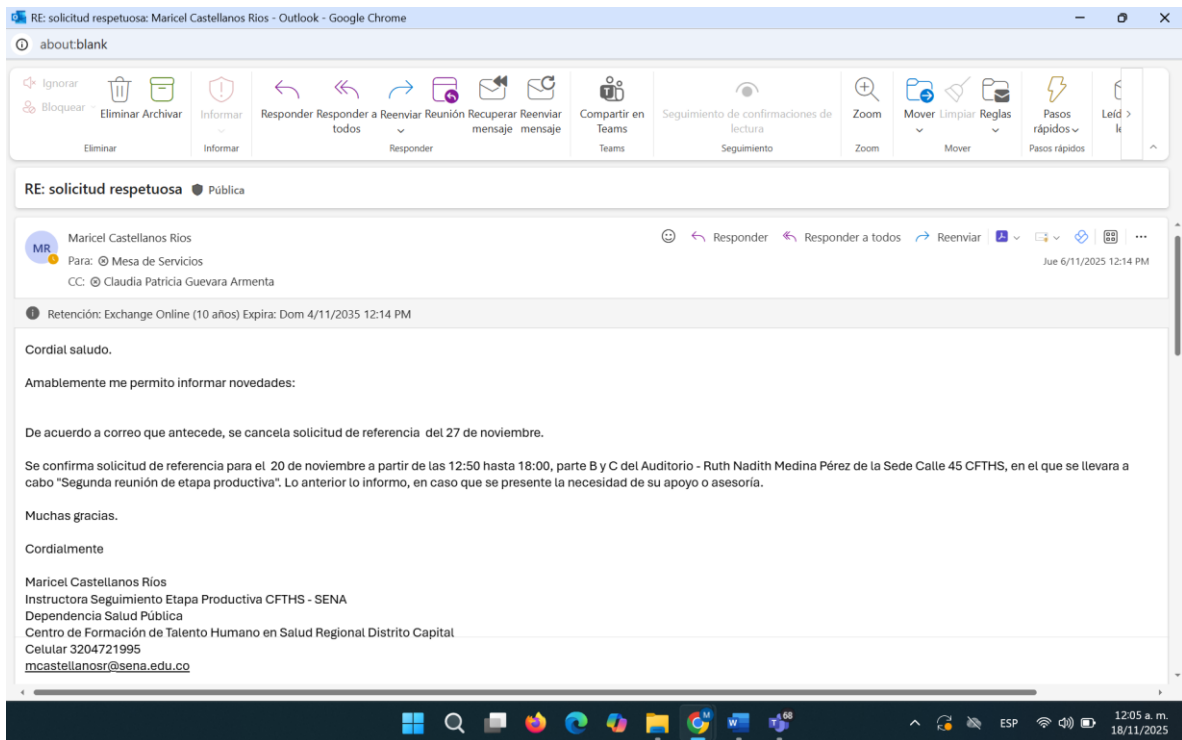 RE: solicitud respetuosa: Maricel Castellanos Rios - Outlook - Google Chrome
about:blank
Ignorar
Bloquear
Eliminar
Archivar
Informar
Responder
Responder a todos
Reenviar
Reunión
Recuperar mensaje
Reenviar mensaje
Compartir en Teams
Seguimiento de confirmaciones de lectura
Zoom
Mover
Limpiar
Reglas
Pasos rápidos
Eliminar
Informar
Responder
Teams
Seguimiento
Zoom
Mover
Pasos rápidos
RE: solicitud respetuosa Pública
MR
Maricel Castellanos Rios
Responder Responder a todos Reenviar
Para: Mesa de Servicios
Jue 6/11/2025 12:14 PM
CC: Claudia Patricia Guevara Armenta
Retención: Exchange Online (10 años) Expira: Dom 4/11/2035 12:14 PM
Cordial saludo.
Amablemente me permito informar novedades:
De acuerdo a correo que antecede, se cancela solicitud de referencia del 27 de noviembre.
Se confirma solicitud de referencia para el 20 de noviembre a partir de las 12:50 hasta 18:00, parte B y C del Auditorio - Ruth Nadith Medina Pérez de la Sede Calle 45 CFTHS, en el que se llevara a
cabo "Segunda reunión de etapa productiva". Lo anterior lo informo, en caso que se presente la necesidad de su apoyo o asesoría.
Muchas gracias.
Cordialmente
Maricel Castellanos Ríos
Instructora Seguimiento Etapa Productiva CFTHS - SENA
Dependencia Salud Pública
Centro de Formación de Talento Humano en Salud Regional Distrito Capital
Celular 3204721995
mcastellanosr@sena.edu.co
68
ESP
12:05 a. m.
18/11/2025